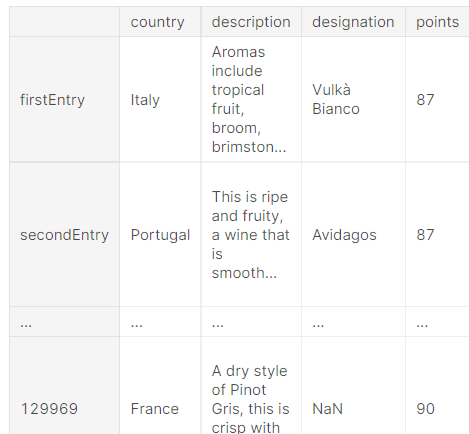 country description designation points
Aromas
include
tropical
firstEntry Italy fruit, Vulkà Bianco 87
broom,
brimston...
This is ripe
and fruity,
secondEntry Portugal a wine that Avidagos 87
is
smooth...
... ... ... ... ...
A dry style
of Pinot
129969 France Gris, this is NaN 90
crisp with